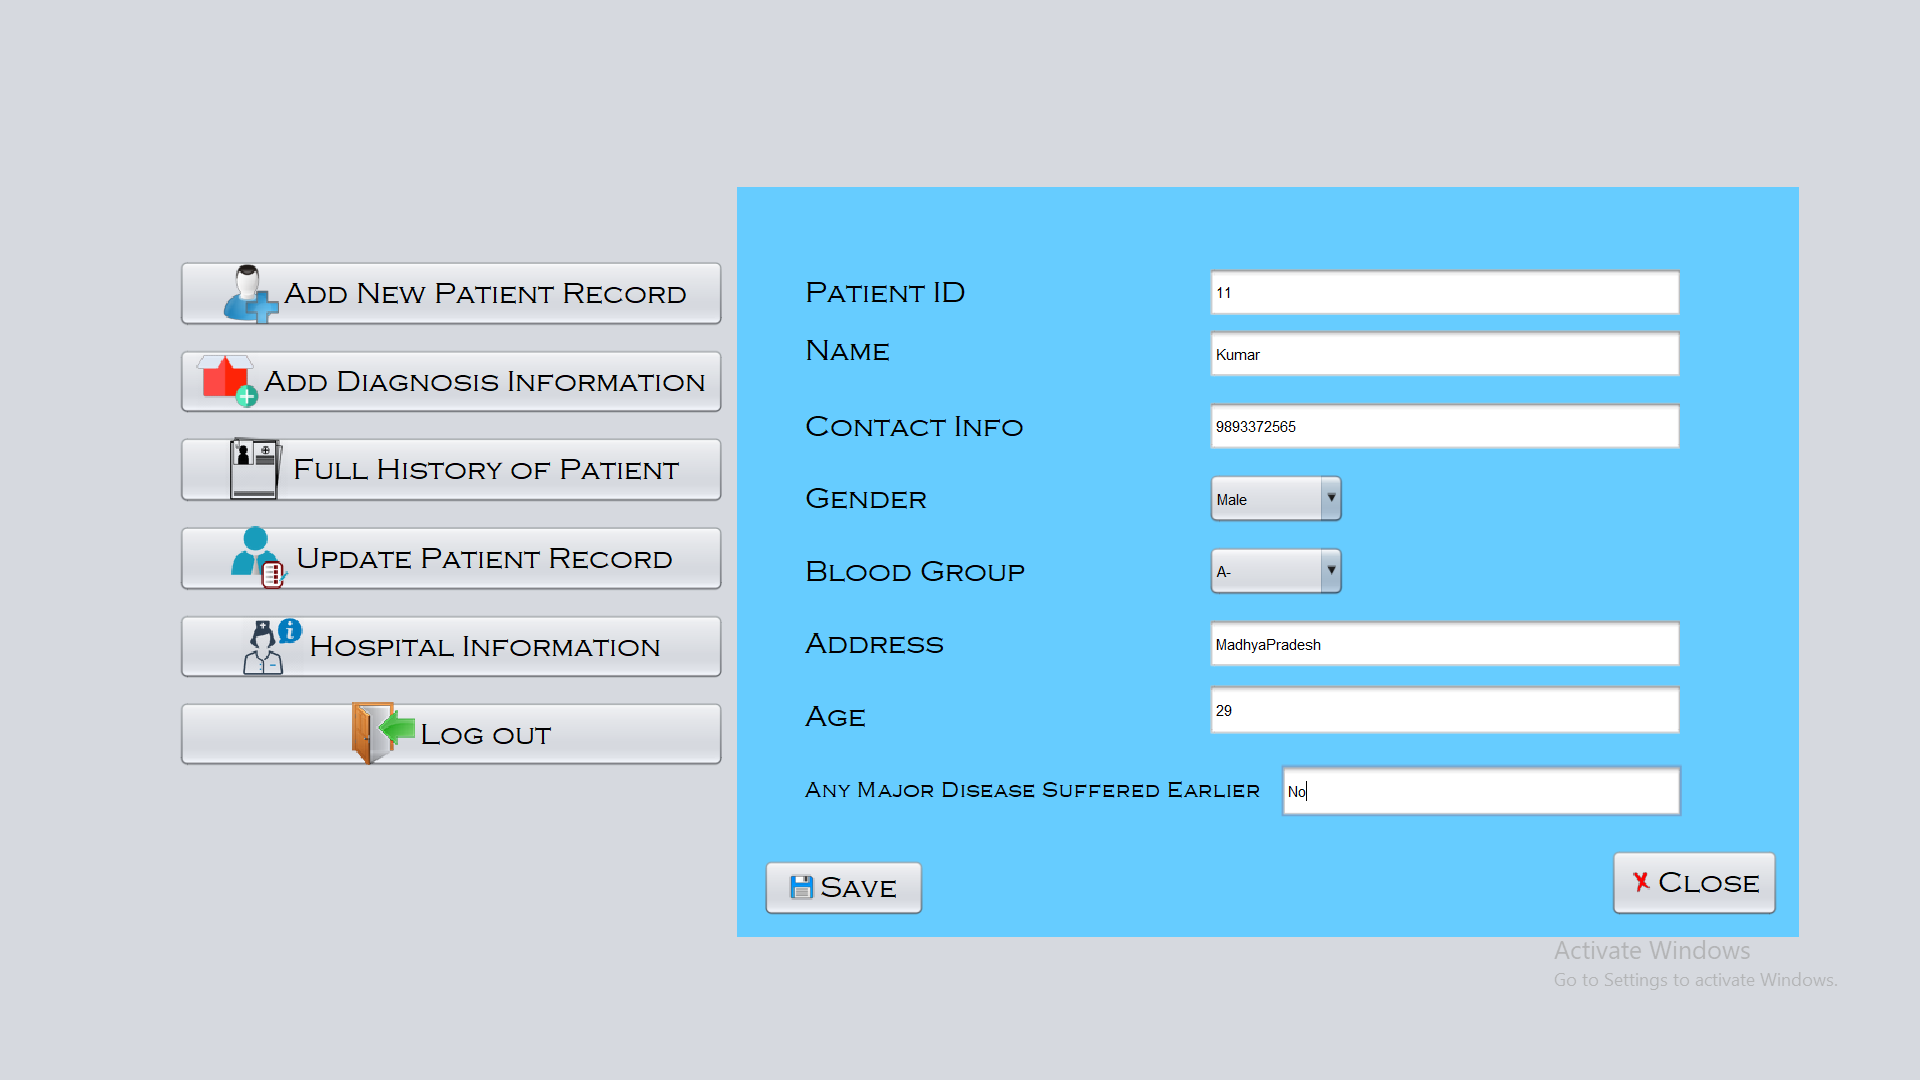 Add New Patient Record
Add Diagnosis Information
Full History of Patient
Update Patient Record
Hospital Information
Log out
Patient ID 11
Name Kumar
Contact Info 9893372565
Gender Male
Blood Group A-
Address MadhyaPradesh
Age 29
Any Major Disease Suffered Earlier No
Save Close
Activate Windows
Go to Settings to activate Windows.